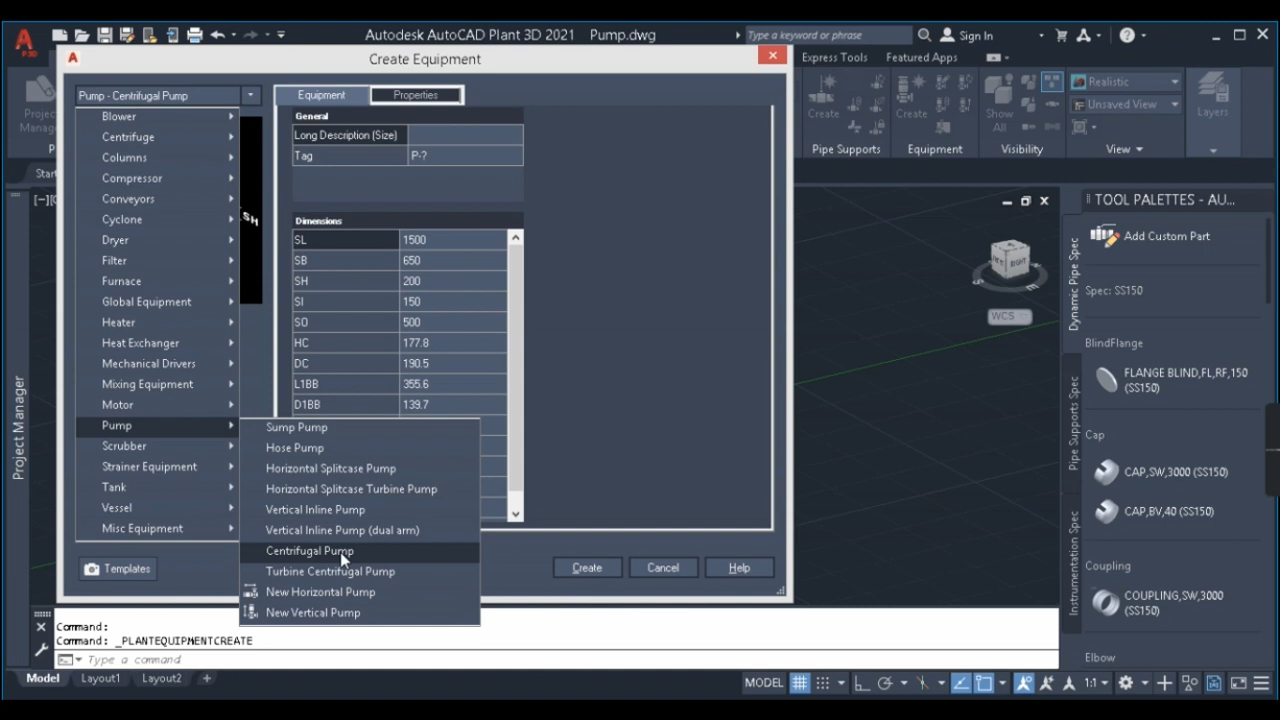 Autodesk AutoCAD Plant 3D 2021 Pump.dwg
Type a keyword or phrase
Sign In
P3D
Create Equipment
Express Tools
Featured Apps
Project
Manager
Pump - Centrifugal Pump
Equipment
Properties
Blower
Centrifuge
Columns
Compressor
Conveyors
Cyclone
Dryer
Filter
Furnace
Global Equipment
Heater
Heat Exchanger
Mechanical Drivers
Mixing Equipment
Motor
Pump
Scrubber
Strainer Equipment
Tank
Vessel
Misc Equipment
General
Long Description (Size)
Tag P-?
Dimensions
SL 1500
SB 650
SH 200
SI 150
SO 500
HC 177.8
DC 190.5
L1BB 355.6
D1BB 139.7
Sump Pump
Hose Pump
Horizontal Splitcase Pump
Horizontal Splitcase Turbine Pump
Vertical Inline Pump
Vertical Inline Pump (dual arm)
Centrifugal Pump
Turbine Centrifugal Pump
New Horizontal Pump
New Vertical Pump
Templates
Create
Cancel
Help
Create
Create
Show
All
Realistic
Unsaved View
Layers
Pipe Supports
Equipment
Visibility
View
Start
SH
RIGHT
S
E
WCS
TOOL PALETTES - AU...
Add Custom Part
Spec: SS150
BlindFlange
FLANGE BLIND,FL,RF,150
(SS150)
Cap
CAP,SW,3000 (SS150)
CAP,BV,40 (SS150)
Coupling
COUPLING,SW,3000
(SS150)
Elbow
Dynamic Pipe Spec
Pipe Supports Spec
Instrumentation Spec
Project Manager
Command:
Command: _PLANTEQUIPMENTCREATE
Type a command
Model
Layout1
Layout2
+
MODEL
1:1